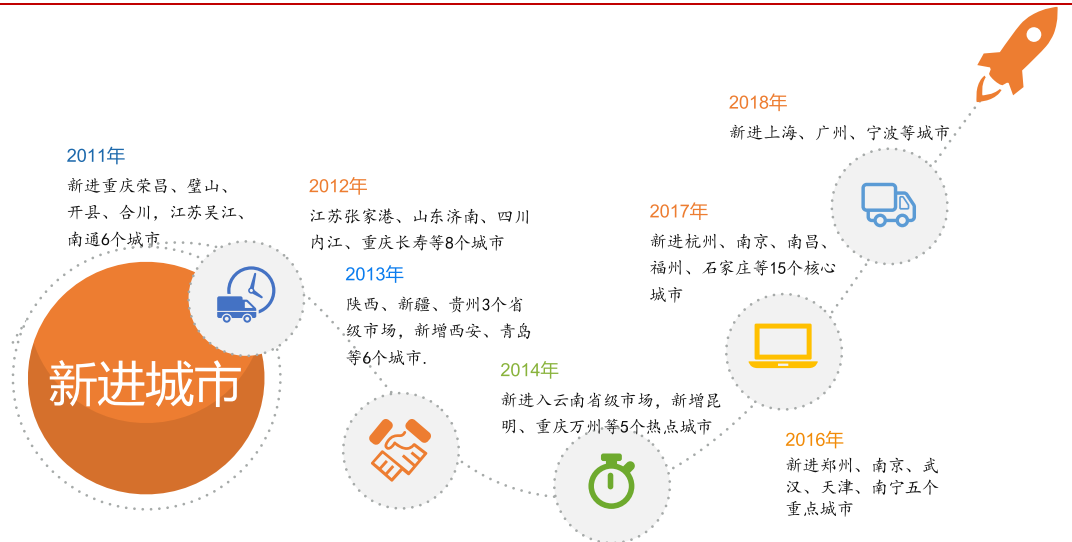 新进城市
2011年
新进重庆荣昌、璧山、
开县、合川，江苏吴江、
南通6个城市
2012年
江苏张家港、山东济南、四川
内江、重庆长寿等8个城市
2013年
陕西、新疆、贵州3个省
级市场，新增西安、青岛
等6个城市.
2014年
新进入云南省级市场，新增昆
明、重庆万州等5个热点城市
2016年
新进郑州、南京、武
汉、天津、南宁五个
重点城市
2017年
新进杭州、南京、南昌、
福州、石家庄等15个核心
城市
2018年
新进上海、广州、宁波等城市